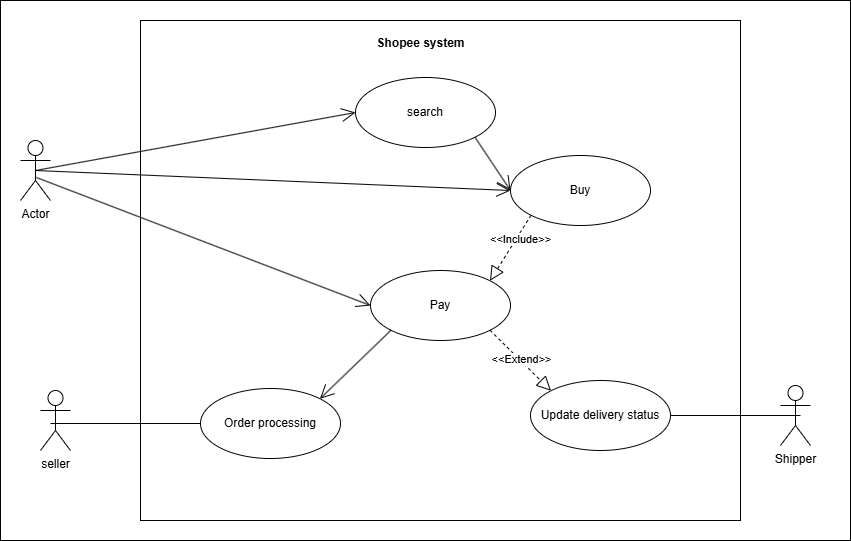 Shopee system
search
Actor
Buy
<<Include>>
Pay
<<Extend>>
Order processing
Update delivery status
seller
Shipper